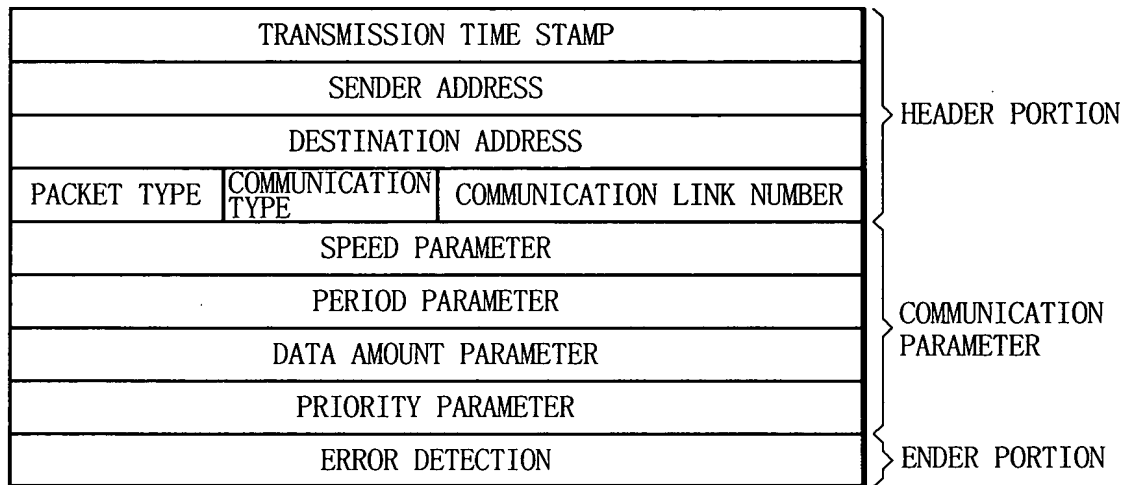 TRANSMISSION TIME STAMP
SENDER ADDRESS
DESTINATION ADDRESS
HEADER PORTION
PACKET TYPE
COMMUNICATION
TYPE
COMMUNICATION LINK NUMBER
SPEED PARAMETER
PERIOD PARAMETER
DATA AMOUNT PARAMETER
PRIORITY PARAMETER
COMMUNICATION
PARAMETER
ERROR DETECTION
ENDER PORTION